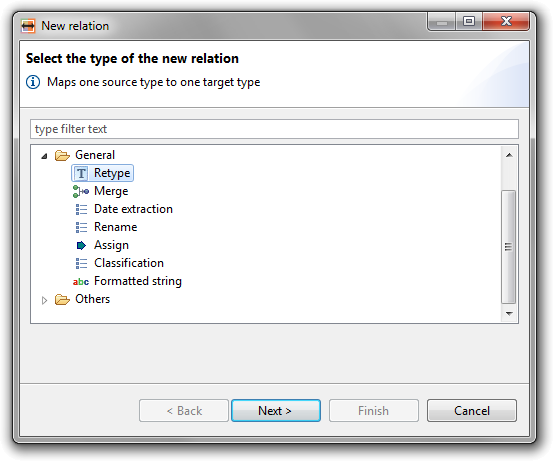 New relation
Select the type of the new relation
Maps one source type to one target type
type filter text
General
T Retype
Merge
Date extraction
Rename
Assign
Classification
abc Formatted string
Others
< Back Next > Finish Cancel